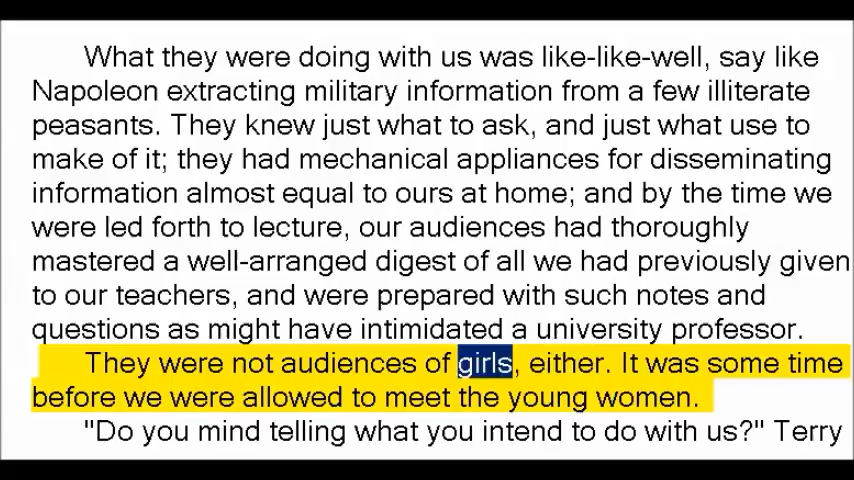 What they were doing with us was like-like-well, say like
Napoleon extracting military information from a few illiterate
peasants. They knew just what to ask, and just what use to
make of it; they had mechanical appliances for disseminating
information almost equal to ours at home; and by the time we
were led forth to lecture, our audiences had thoroughly
mastered a well-arranged digest of all we had previously given
to our teachers, and were prepared with such notes and
questions as might have intimidated a university professor.
They were not audiences of girls, either. It was some time
before we were allowed to meet the young women.
"Do you mind telling what you intend to do with us?" Terry